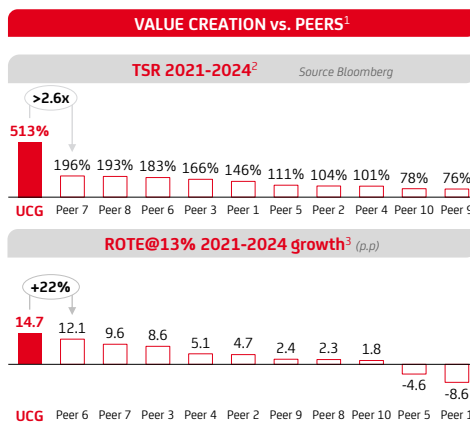 VALUE CREATION vs. PEERS1
TSR 2021-20242 Source Bloomberg
>2.6x
513% 196% 193% 183% 166% 146% 111% 104% 101% 78% 76%
UCG Peer 7 Peer 8 Peer 6 Peer 3 Peer 1 Peer 5 Peer 2 Peer 4 Peer 10 Peer 9
ROTE@13% 2021-2024 growth3 (p.p)
+22%
14.7 12.1 9.6 8.6 5.1 4.7 2.4 2.3 1.8 -4.6 -8.6
UCG Peer 6 Peer 7 Peer 3 Peer 4 Peer 2 Peer 9 Peer 8 Peer 10 Peer 5 Peer 1